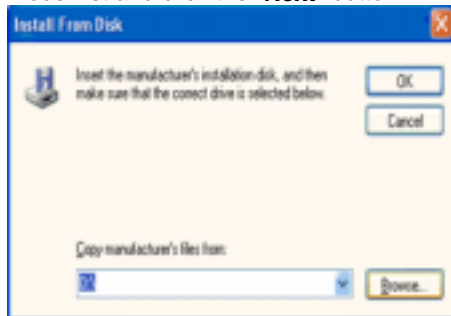 Install From Disk
Insert the manufacturer's installation disk, and then
make sure that the correct drive is selected below.
OK
Cancel
Copy manufacturer's files from:
Browse...